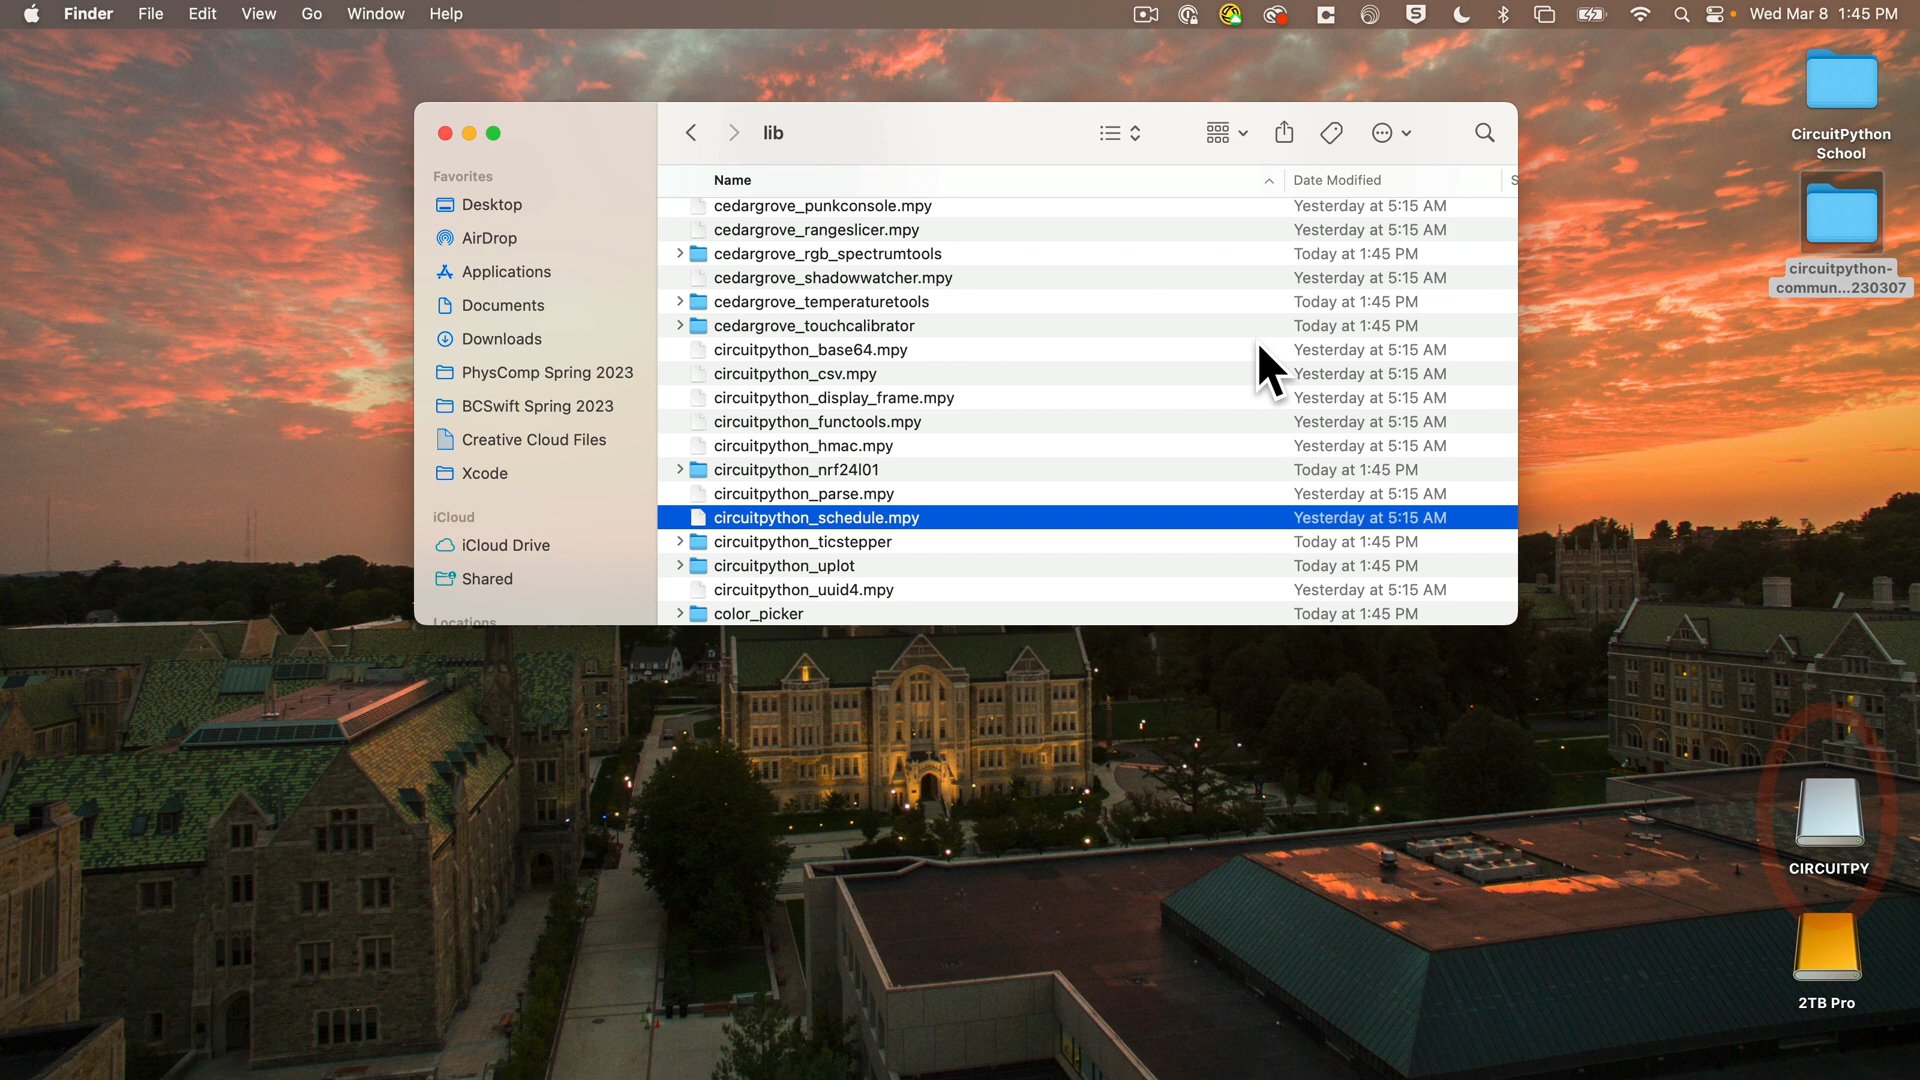 Finder File Edit View Go Window Help
Wed Mar 8 1:45 PM
CircuitPython
School
circuitpython-
commun...230307
CIRCUITPY
2TB Pro
lib
Favorites
Desktop
AirDrop
Applications
Documents
Downloads
PhysComp Spring 2023
BCSwift Spring 2023
Creative Cloud Files
Xcode
iCloud
iCloud Drive
Shared
Locations
Name Date Modified S
cedargrove_punkconsole.mpy Yesterday at 5:15 AM
cedargrove_rangeslicer.mpy Yesterday at 5:15 AM
cedargrove_rgb_spectrumtools Today at 1:45 PM
cedargrove_shadowwatcher.mpy Yesterday at 5:15 AM
cedargrove_temperaturetools Today at 1:45 PM
cedargrove_touchcalibrator Today at 1:45 PM
circuitpython_base64.mpy Yesterday at 5:15 AM
circuitpython_csv.mpy Yesterday at 5:15 AM
circuitpython_display_frame.mpy Yesterday at 5:15 AM
circuitpython_functools.mpy Yesterday at 5:15 AM
circuitpython_hmac.mpy Yesterday at 5:15 AM
circuitpython_nrf24l01 Today at 1:45 PM
circuitpython_parse.mpy Yesterday at 5:15 AM
circuitpython_schedule.mpy Yesterday at 5:15 AM
circuitpython_ticstepper Today at 1:45 PM
circuitpython_uplot Today at 1:45 PM
circuitpython_uuid4.mpy Yesterday at 5:15 AM
color_picker Today at 1:45 PM